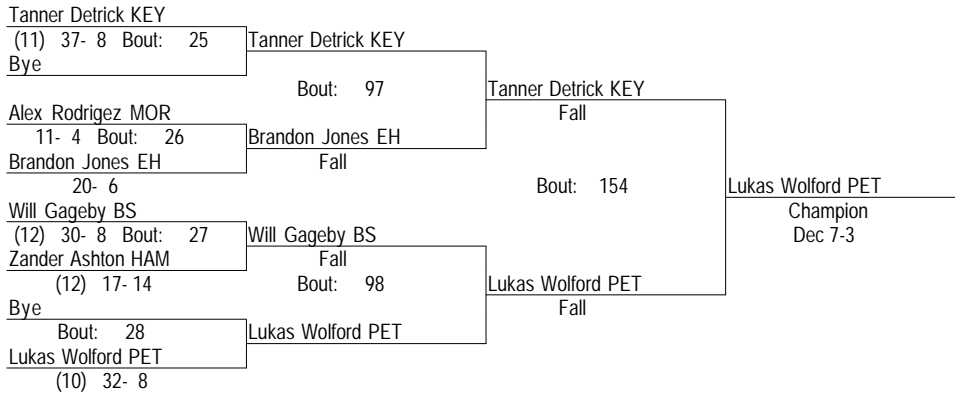 Tanner Detrick KEY
(11) 37- 8 Bout: 25 Tanner Detrick KEY
Bye
Bout: 97 Tanner Detrick KEY
Alex Rodrigez MOR Fall
11- 4 Bout: 26 Brandon Jones EH
Brandon Jones EH Fall
20- 6 Bout: 154 Lukas Wolford PET
Will Gageby BS Champion
(12) 30- 8 Bout: 27 Will Gageby BS Dec 7-3
Zander Ashton HAM Fall
(12) 17- 14 Bout: 98 Lukas Wolford PET
Bye Fall
Bout: 28 Lukas Wolford PET
Lukas Wolford PET
(10) 32- 8